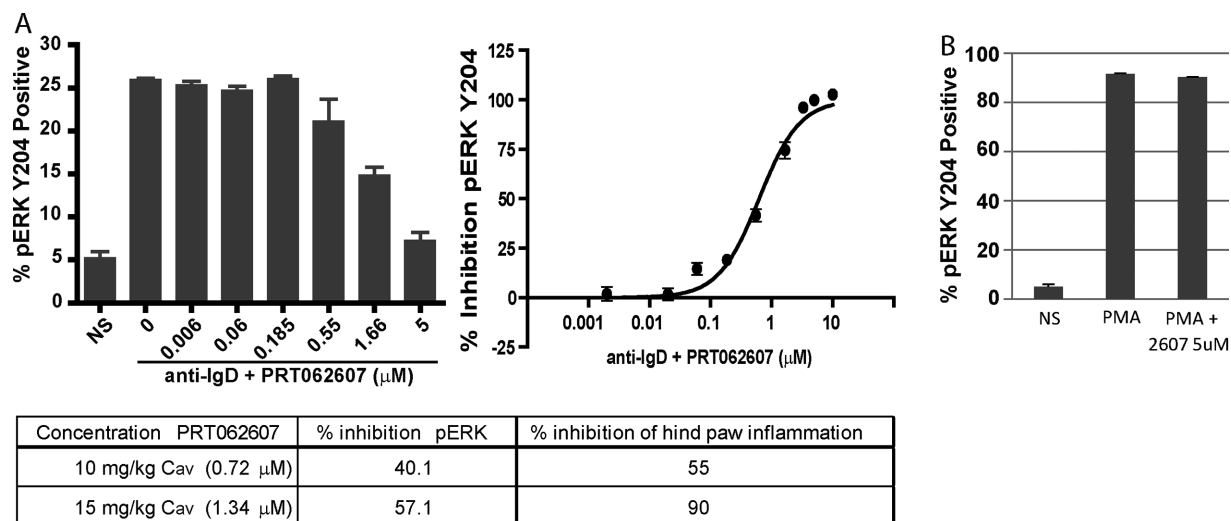 A
% pERK Y204 Positive
30
25
20
15
10
5
0
NS
0
0.006
0.06
0.185
0.55
1.66
5
anti-IgD + PRT062607 (μM)
% Inhibition pERK Y204
125
100
75
50
25
0
-25
0.001
0.01
0.1
1
10
anti-IgD + PRT062607 (μM)
B
% pERK Y204 Positive
100
80
60
40
20
0
NS
PMA
PMA +
2607 5uM
Concentration PRT062607 % inhibition pERK % inhibition of hind paw inflammation
10 mg/kg Cav (0.72 μM) 40.1 55
15 mg/kg Cav (1.34 μM) 57.1 90